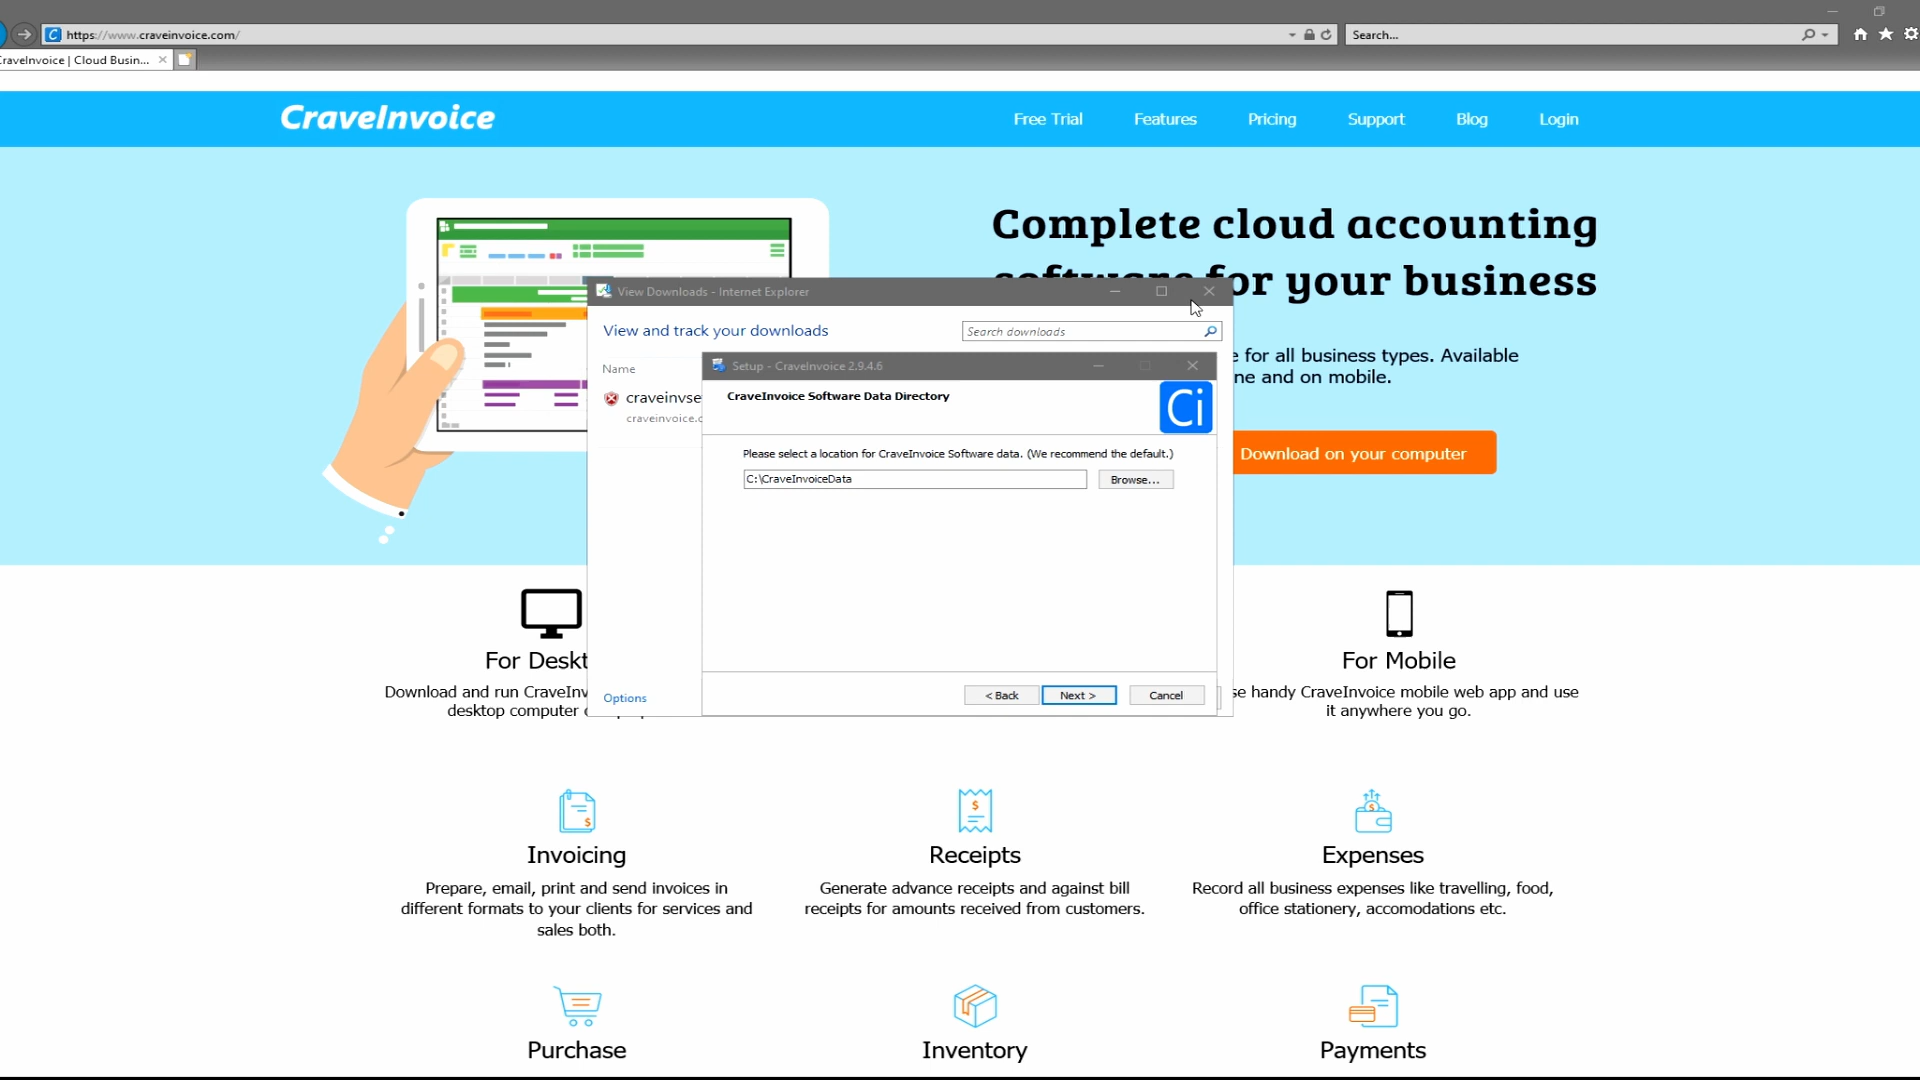 https://www.craveinvoice.com/
Search...
CraveInvoice | Cloud Busin...
CraveInvoice
Free Trial
Features
Pricing
Support
Blog
Login
Complete cloud accounting
software for your business
e for all business types. Available
ne and on mobile.
Download on your computer
View Downloads - Internet Explorer
View and track your downloads
Search downloads
Name
craveinvse
craveinvoice.c
Options
Setup - CraveInvoice 2.9.4.6
CraveInvoice Software Data Directory
Ci
Please select a location for CraveInvoice Software data. (We recommend the default.)
C:\CraveInvoiceData
Browse...
< Back
Next >
Cancel
For Deskt
Download and run CraveInv
desktop computer
For Mobile
se handy CraveInvoice mobile web app and use
it anywhere you go.
Invoicing
Prepare, email, print and send invoices in
different formats to your clients for services and
sales both.
Receipts
Generate advance receipts and against bill
receipts for amounts received from customers.
Expenses
Record all business expenses like travelling, food,
office stationery, accomodations etc.
Purchase
Inventory
Payments